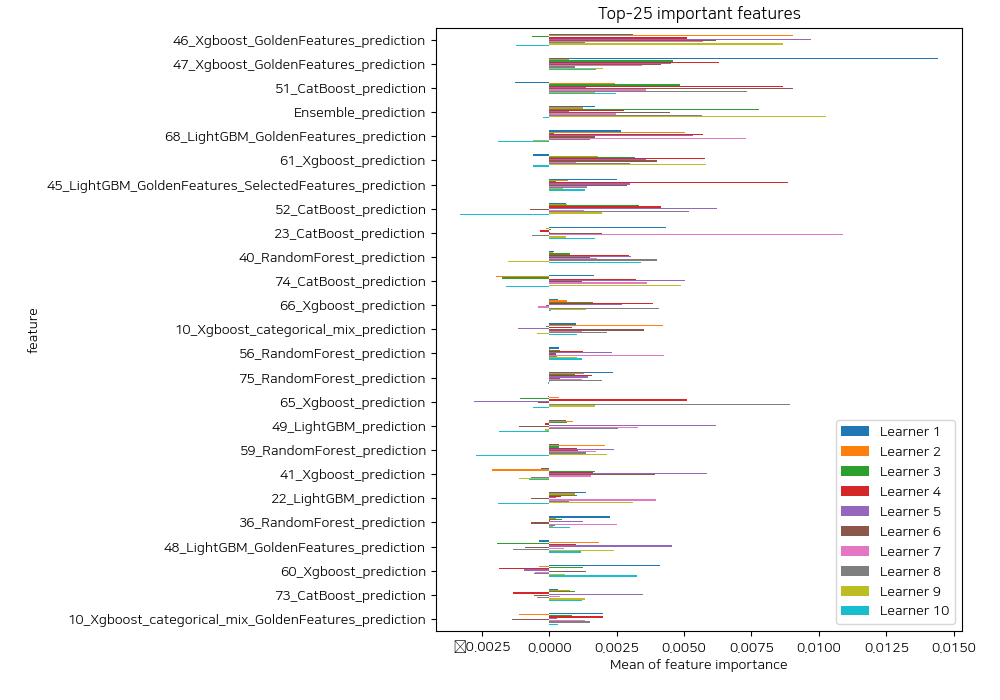 Top-25 important features
46_Xgboost_GoldenFeatures_prediction
47_Xgboost_GoldenFeatures_prediction
51_CatBoost_prediction
Ensemble_prediction
68_LightGBM_GoldenFeatures_prediction
61_Xgboost_prediction
45_LightGBM_GoldenFeatures_SelectedFeatures_prediction
52_CatBoost_prediction
23_CatBoost_prediction
40_RandomForest_prediction
74_CatBoost_prediction
66_Xgboost_prediction
10_Xgboost_categorical_mix_prediction
56_RandomForest_prediction
75_RandomForest_prediction
65_Xgboost_prediction
49_LightGBM_prediction
59_RandomForest_prediction
41_Xgboost_prediction
22_LightGBM_prediction
36_RandomForest_prediction
48_LightGBM_GoldenFeatures_prediction
60_Xgboost_prediction
73_CatBoost_prediction
10_Xgboost_categorical_mix_GoldenFeatures_prediction
feature
Learner 1
Learner 2
Learner 3
Learner 4
Learner 5
Learner 6
Learner 7
Learner 8
Learner 9
Learner 10
0.0025 0.0000 0.0025 0.0050 0.0075 0.0100 0.0125 0.0150
Mean of feature importance